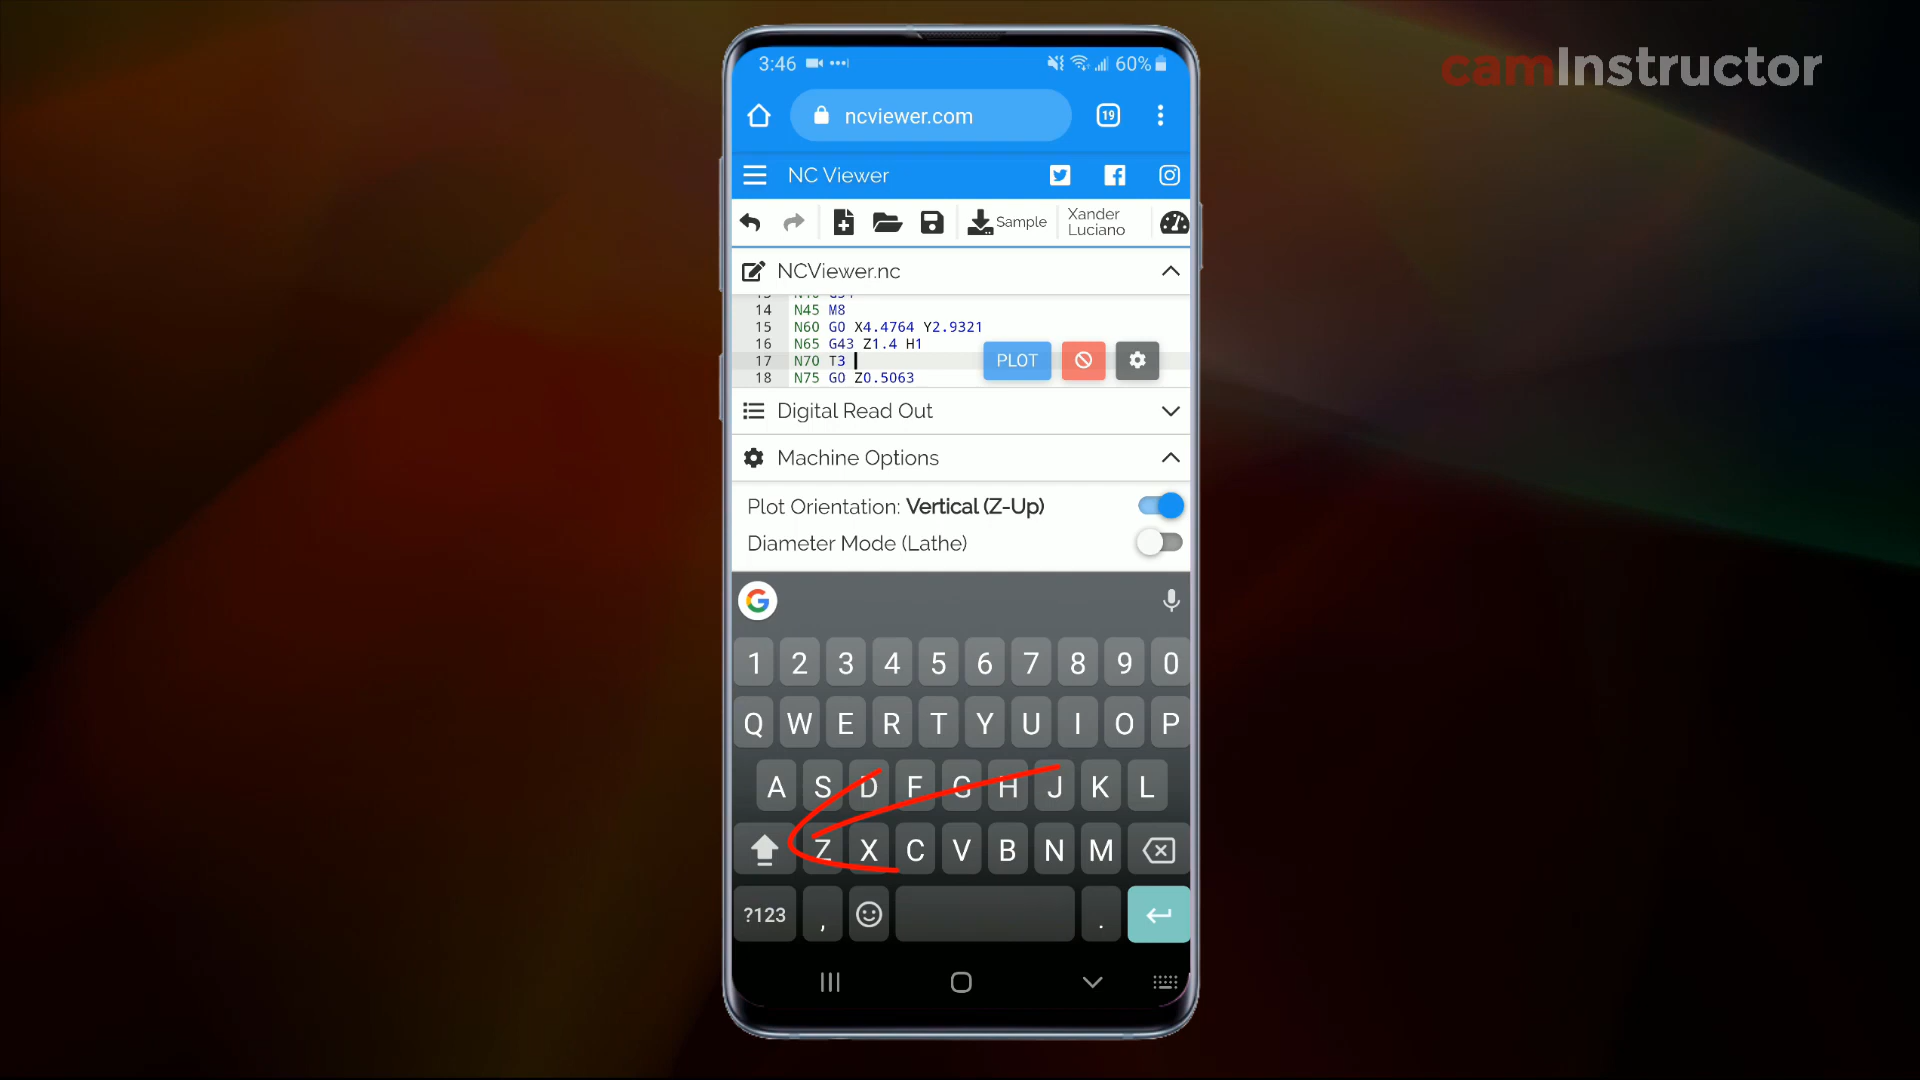 camInstructor
3:46 60%
ncviewer.com 19
NC Viewer
Sample Xander Luciano
NCViewer.nc
14 N45 M8
15 N60 G0 X4.4764 Y2.9321
16 N65 G43 Z1.4 H1
17 N70 T3
PLOT
18 N75 G0 Z0.5063
Digital Read Out
Machine Options
Plot Orientation: Vertical (Z-Up)
Diameter Mode (Lathe)
G
1 2 3 4 5 6 7 8 9 0
Q W E R T Y U I O P
A S D F G H J K L
Z X C V B N M
?123 , .